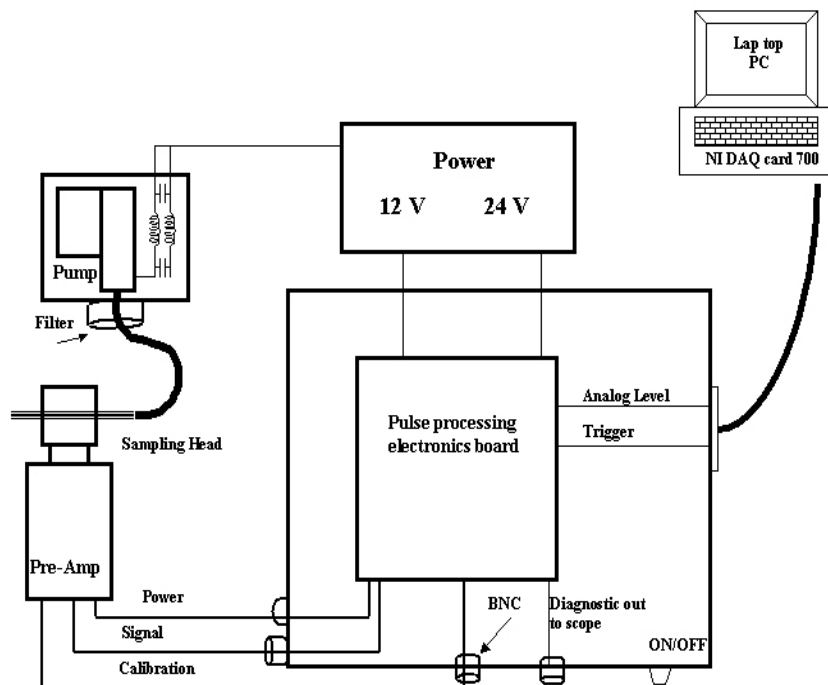 Lap top
PC
NI DAQ card 700
Power
12 V 24 V
Pump
Filter
Sampling Head
Pulse processing
electronics board
Analog Level
Trigger
Pre-Amp
Power
Signal
Calibration
BNC
Diagnostic out
to scope
ON/OFF